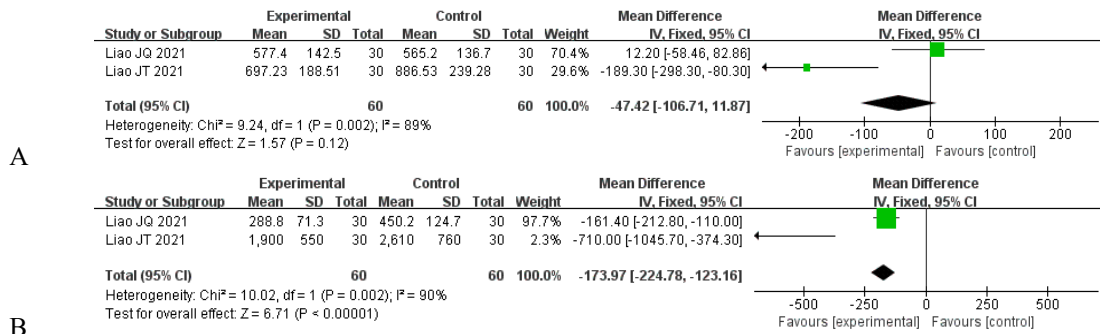 Experimental Control Mean Difference Mean Difference
Study or Subgroup Mean SD Total Mean SD Total Weight IV, Fixed, 95% CI IV, Fixed, 95% CI
Liao JQ 2021 577.4 142.5 30 565.2 136.7 30 70.4% 12.20 [-58.46, 82.86]
Liao JT 2021 697.23 188.51 30 886.53 239.28 30 29.6% -189.30 [-298.30, -80.30]
Total (95% CI) 60 60 100.0% -47.42 [-106.71, 11.87]
Heterogeneity: Chi² = 9.24, df = 1 (P = 0.002); I² = 89%
Test for overall effect: Z = 1.57 (P = 0.12)
-200 -100 0 100 200
Favours [experimental] Favours [control]
A
Experimental Control Mean Difference Mean Difference
Study or Subgroup Mean SD Total Mean SD Total Weight IV, Fixed, 95% CI IV, Fixed, 95% CI
Liao JQ 2021 288.8 71.3 30 450.2 124.7 30 97.7% -161.40 [-212.80, -110.00]
Liao JT 2021 1,900 550 30 2,610 760 30 2.3% -710.00 [-1045.70, -374.30]
Total (95% CI) 60 60 100.0% -173.97 [-224.78, -123.16]
Heterogeneity: Chi² = 10.02, df = 1 (P = 0.002); I² = 90%
Test for overall effect: Z = 6.71 (P < 0.00001)
-500 -250 0 250 500
Favours [experimental] Favours [control]
B